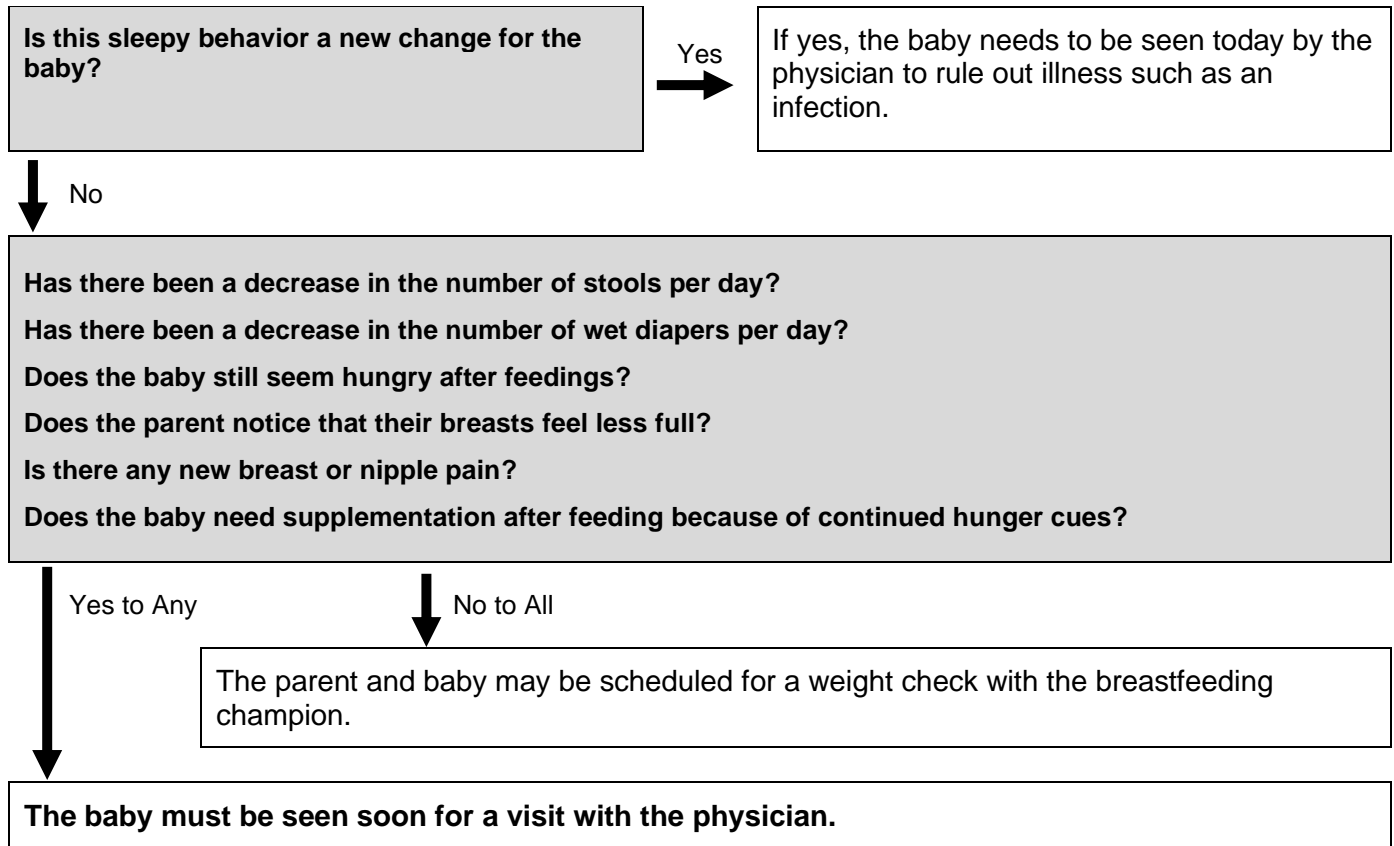 Is this sleepy behavior a new change for the
baby?
Yes
If yes, the baby needs to be seen today by the
physician to rule out illness such as an
infection.
No
Has there been a decrease in the number of stools per day?
Has there been a decrease in the number of wet diapers per day?
Does the baby still seem hungry after feedings?
Does the parent notice that their breasts feel less full?
Is there any new breast or nipple pain?
Does the baby need supplementation after feeding because of continued hunger cues?
Yes to Any
No to All
The parent and baby may be scheduled for a weight check with the breastfeeding
champion.
The baby must be seen soon for a visit with the physician.